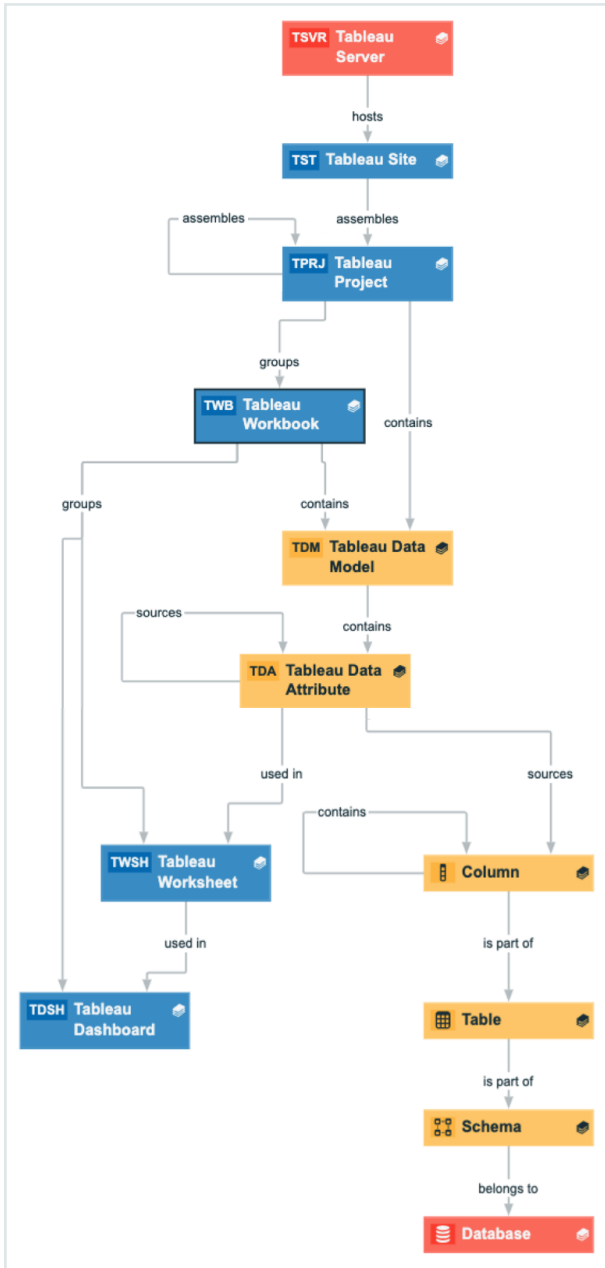 TSVR Tableau
Server
hosts
TST Tableau Site
assembles
assembles
TPRJ Tableau
Project
groups
TWB Tableau
Workbook
contains
groups
contains
TDM Tableau Data
Model
sources
contains
TDA Tableau Data
Attribute
used in
sources
contains
TWSH Tableau
Worksheet
Column
used in
is part of
TDSH Tableau
Dashboard
Table
is part of
Schema
belongs to
Database